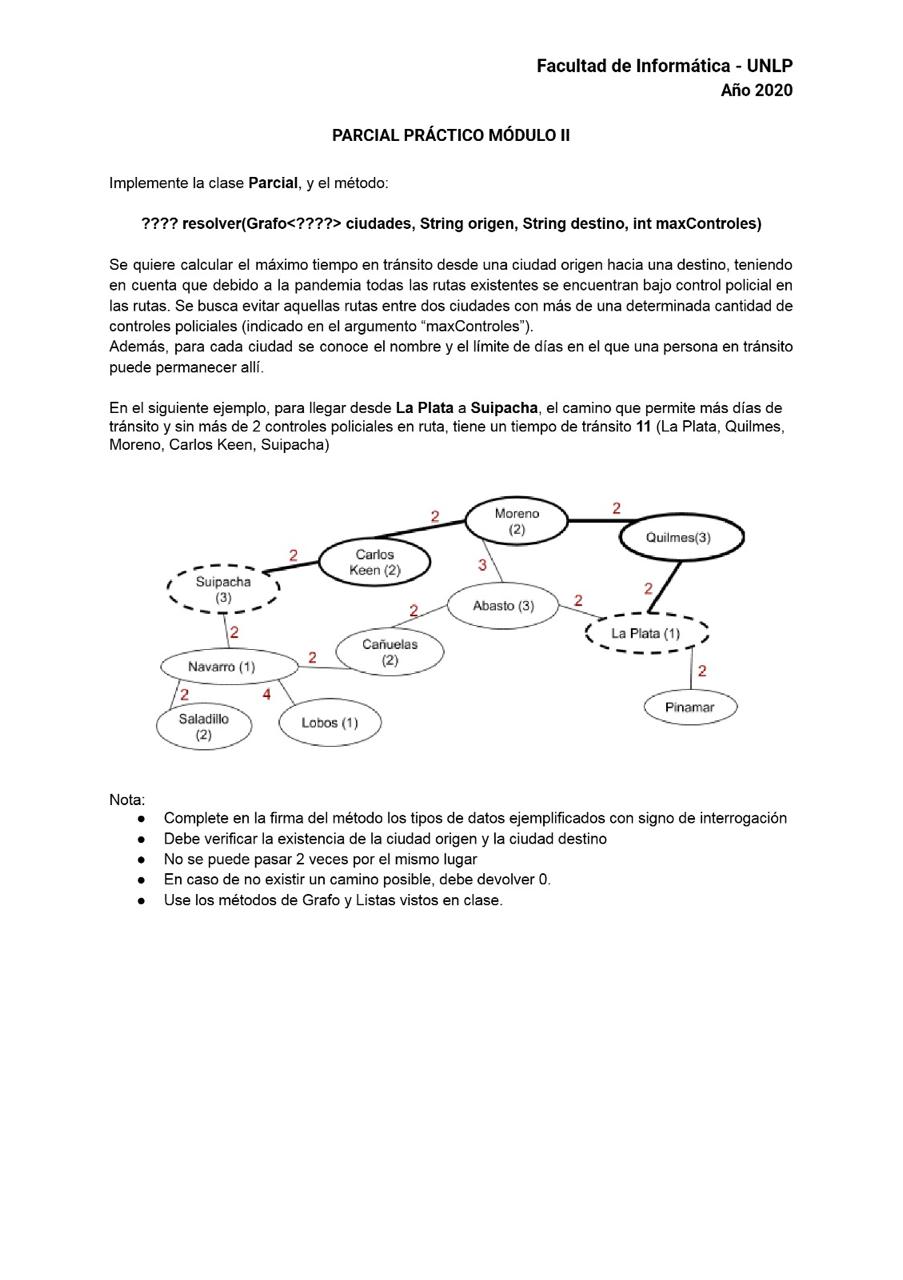 Facultad de Informática - UNLP
Año 2020
PARCIAL PRÁCTICO MÓDULO II
Implemente la clase Parcial, y el método:
???? resolver(Grafo<????> ciudades, String origen, String destino, int maxControles)
Se quiere calcular el máximo tiempo en tránsito desde una ciudad origen hacia una destino, teniendo
en cuenta que debido a la pandemia todas las rutas existentes se encuentran bajo control policial en
las rutas. Se busca evitar aquellas rutas entre dos ciudades con más de una determinada cantidad de
controles policiales (indicado en el argumento “maxControles”).
Además, para cada ciudad se conoce el nombre y el límite de días en el que una persona en tránsito
puede permanecer allí.
En el siguiente ejemplo, para llegar desde La Plata a Suipacha, el camino que permite más días de
tránsito y sin más de 2 controles policiales en ruta, tiene un tiempo de tránsito 11 (La Plata, Quilmes,
Moreno, Carlos Keen, Suipacha)
Moreno
(2)
2
2
Quilmes(3)
Carlos
Keen (2)
2
3
Suipacha
(3)
2
Abasto (3)
2
2
La Plata (1)
2
Cañuelas
(2)
2
Navarro (1)
2
2
4
Saladillo
(2)
Lobos (1)
Pinamar
Nota:
● Complete en la firma del método los tipos de datos ejemplificados con signo de interrogación
● Debe verificar la existencia de la ciudad origen y la ciudad destino
● No se puede pasar 2 veces por el mismo lugar
● En caso de no existir un camino posible, debe devolver 0.
● Use los métodos de Grafo y Listas vistos en clase.